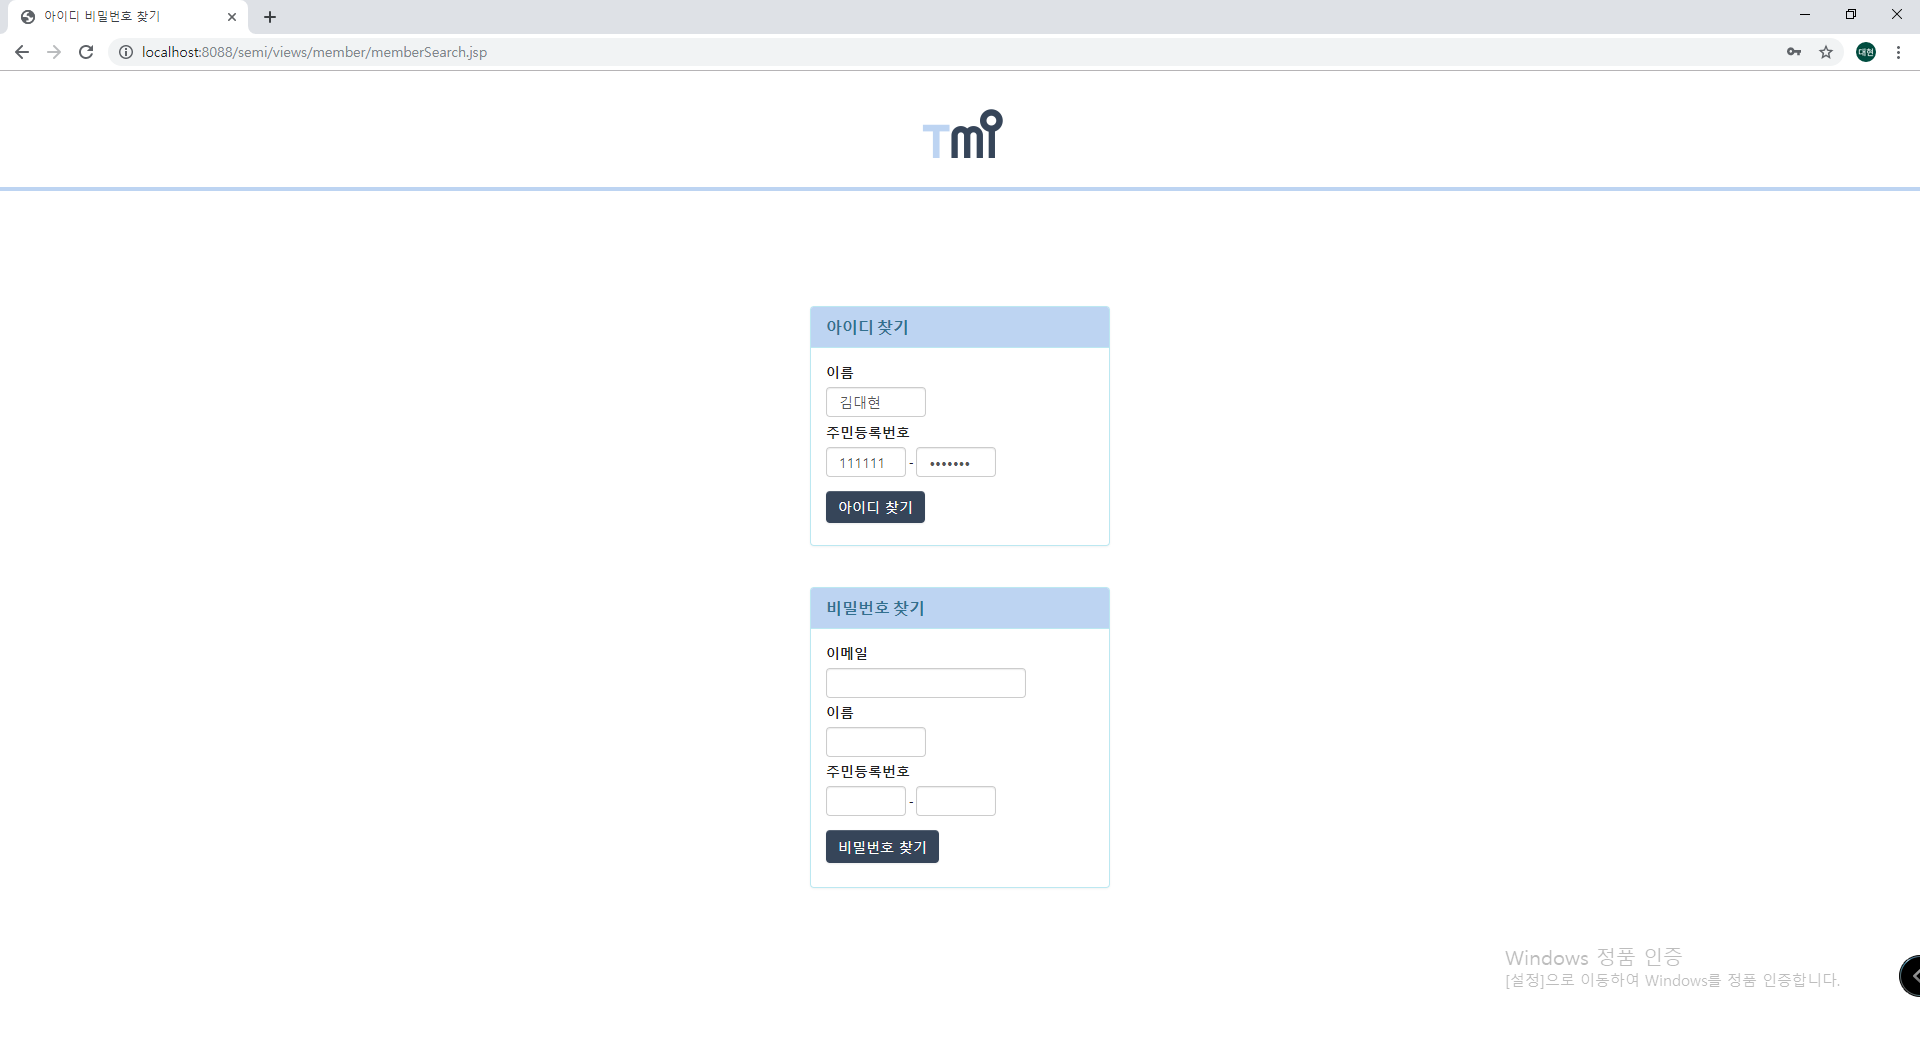 아이디 비밀번호 찾기
localhost:8088/semi/views/member/memberSearch.jsp
대현
Tmi
아이디 찾기
이름
김대현
주민등록번호
111111 - •••••••
아이디 찾기
비밀번호 찾기
이메일
이름
주민등록번호
-
비밀번호 찾기
Windows 정품 인증
[설정]으로 이동하여 Windows를 정품 인증합니다.